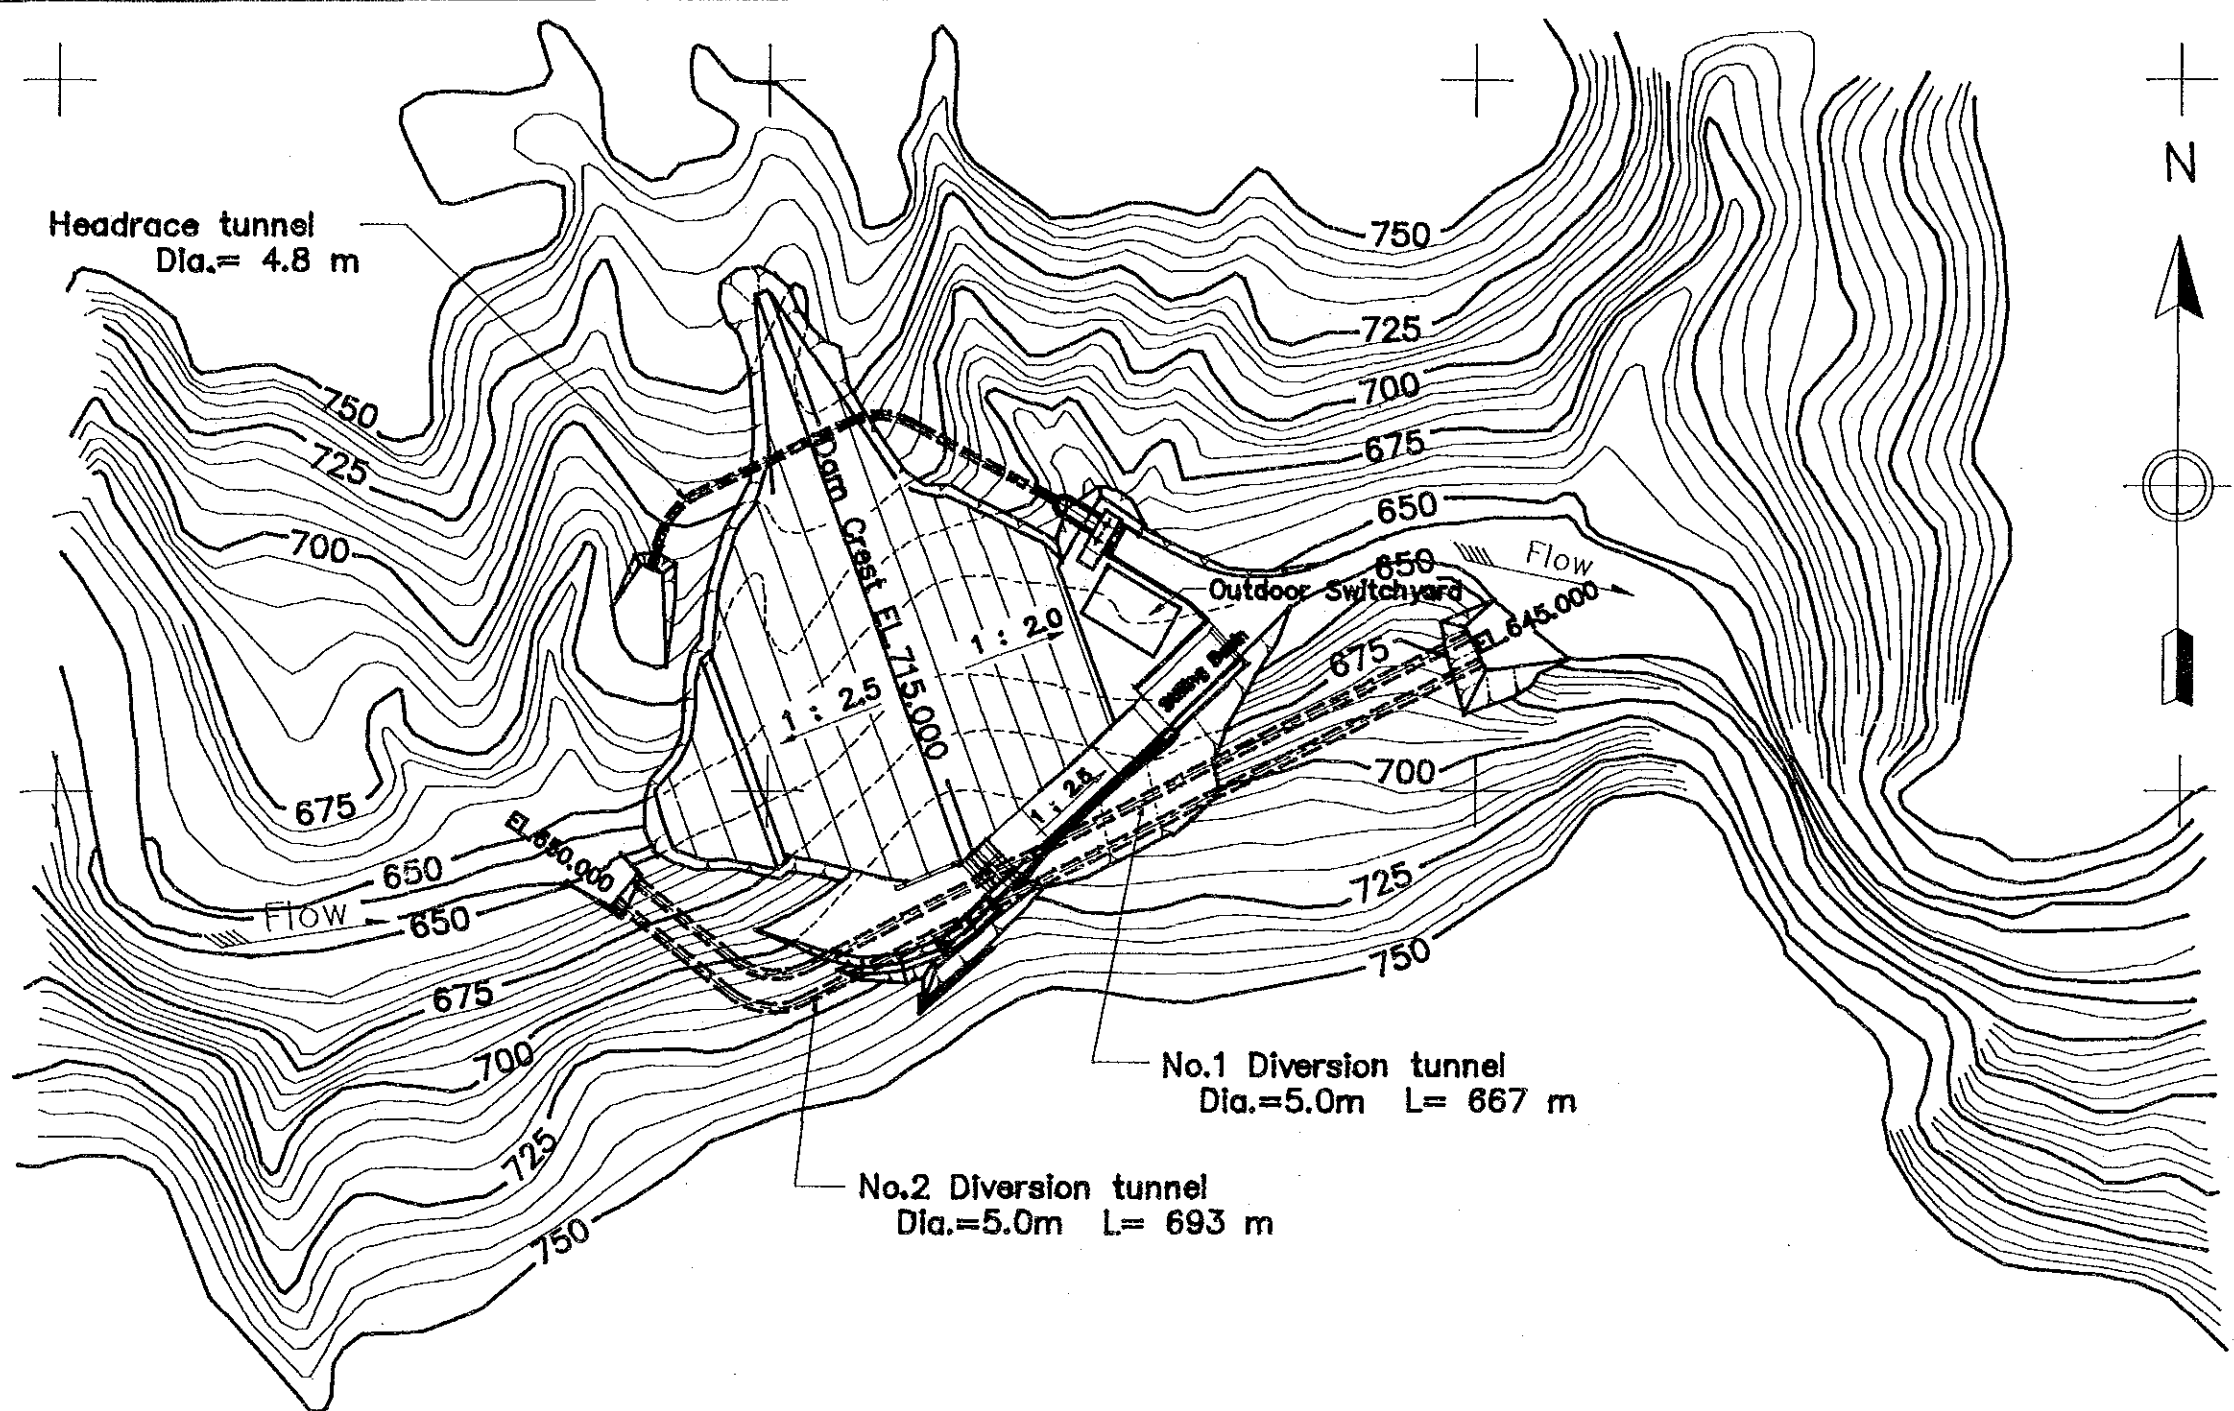 N
Headrace tunnel
Dia.= 4.8 m
750
725
700
675
650
650
Flow
EL.650.000
675
700
725
750
Dam Crest EL.715.000
1 : 2.5
1 : 2.0
1 : 2.5
Stilling Basin
Outdoor Switchyard
750
725
700
675
650
650
Flow
EL.645.000
675
700
725
750
No.1 Diversion tunnel
Dia.=5.0m L= 667 m
No.2 Diversion tunnel
Dia.=5.0m L= 693 m